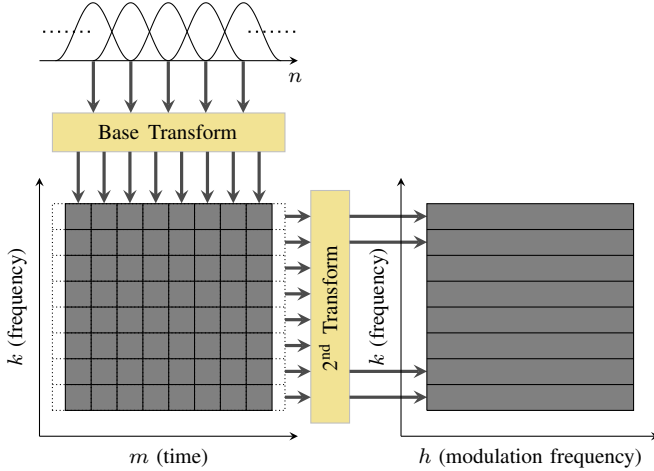 n
Base Transform
k (frequency)
2nd Transform
k (frequency)
m (time)
h (modulation frequency)